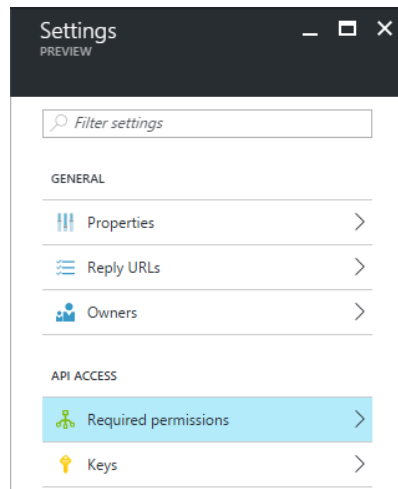 Settings
PREVIEW
Filter settings
GENERAL
Properties
Reply URLs
Owners
API ACCESS
Required permissions
Keys